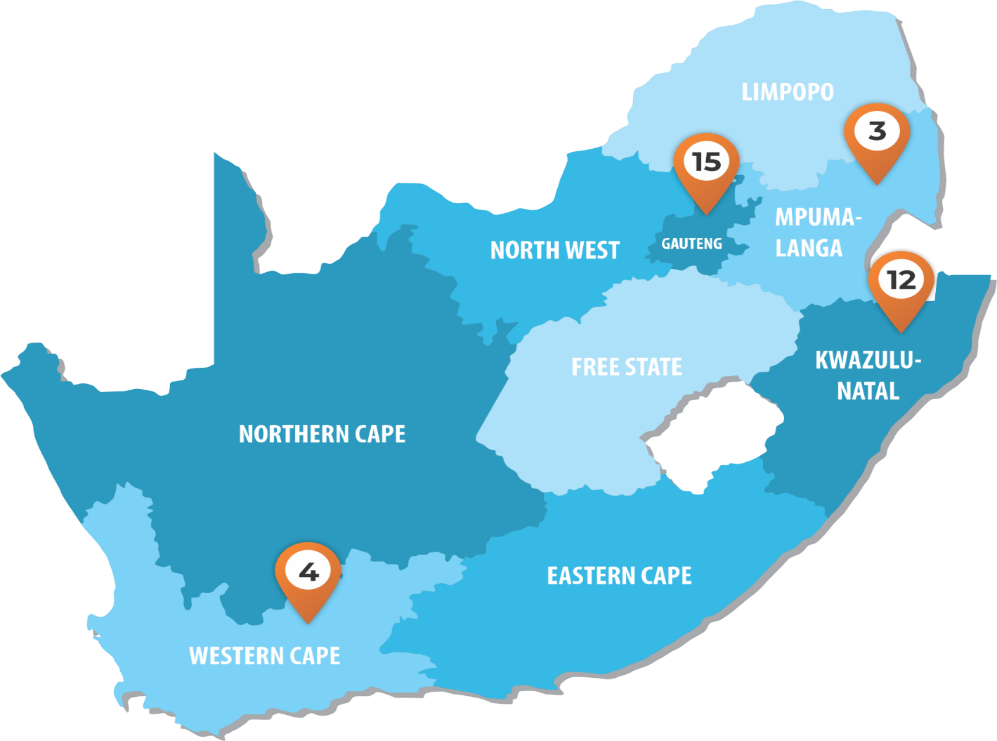 LIMPOPO
3
15
MPUMA-
LANGA
GAUTENG
NORTH WEST
12
FREE STATE
KWAZULU-
NATAL
NORTHERN CAPE
4
EASTERN CAPE
WESTERN CAPE